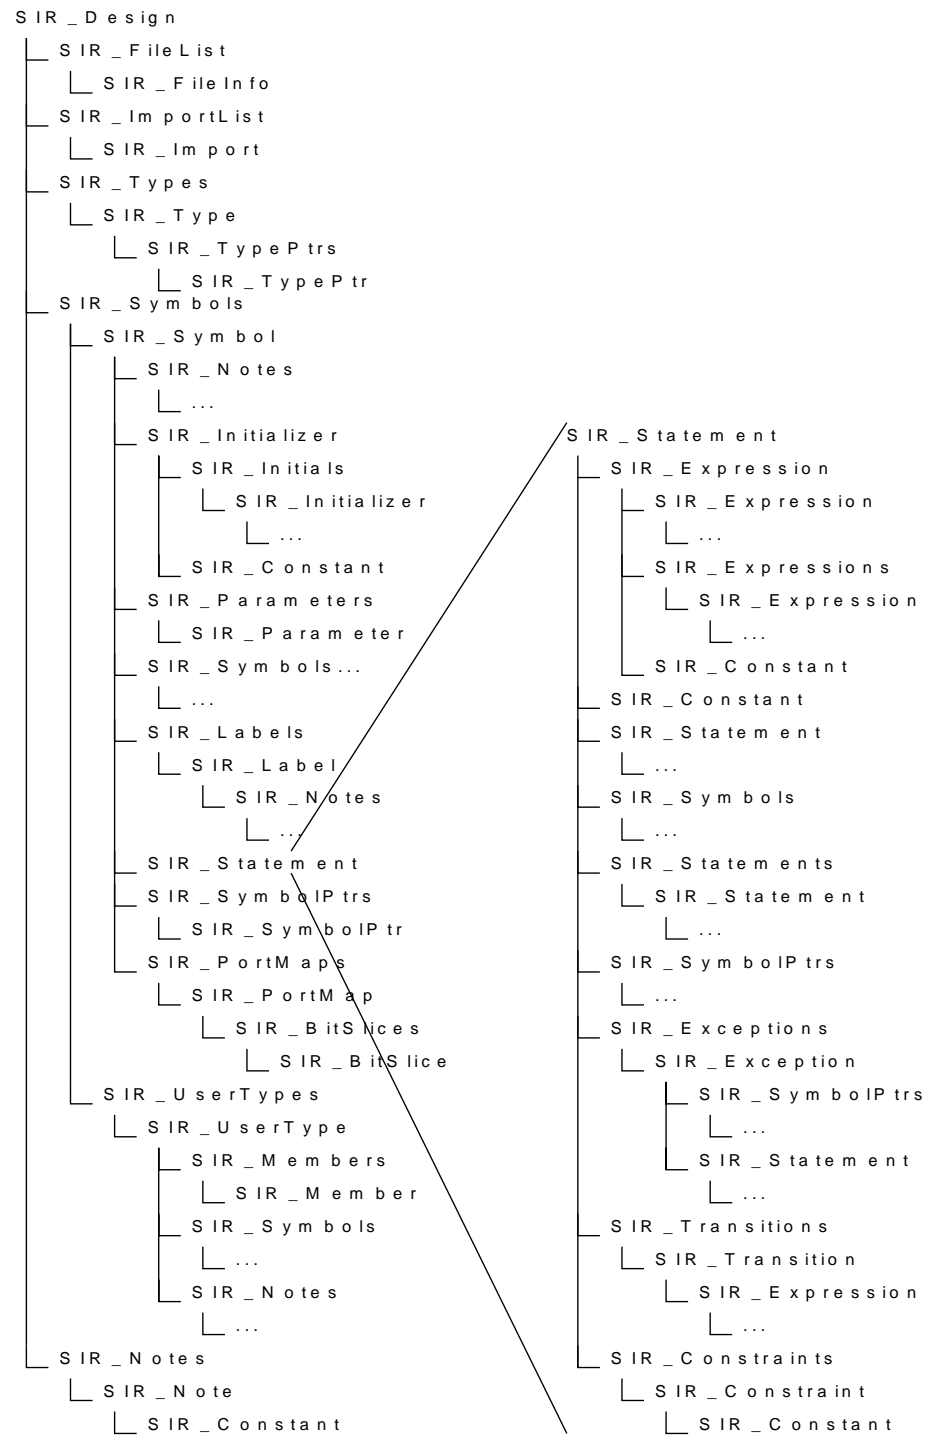 SIR_Design
SIR_FileList
SIR_FileInfo
SIR_ImportList
SIR_Import
SIR_Types
SIR_Type
SIR_TypePtrs
SIR_TypePtr
SIR_Symbols
SIR_Symbol
SIR_Notes
...
SIR_Initializer
SIR_Initials
SIR_Initializer
...
SIR_Constant
SIR_Parameters
SIR_Parameter
SIR_Symbols...
...
SIR_Labels
SIR_Label
SIR_Notes
...
SIR_Statement
SIR_SymbolPtrs
SIR_SymbolPtr
SIR_PortMaps
SIR_PortMap
SIR_BitSlices
SIR_BitSlice
SIR_UserTypes
SIR_UserType
SIR_Members
SIR_Member
SIR_Symbols
...
SIR_Notes
...
SIR_Notes
SIR_Note
SIR_Constant
SIR_Statement
SIR_Expression
SIR_Expression
...
SIR_Expressions
SIR_Expression
...
SIR_Constant
SIR_Constant
SIR_Statement
...
SIR_Symbols
...
SIR_Statements
SIR_Statement
...
SIR_SymbolPtrs
...
SIR_Exceptions
SIR_Exception
SIR_SymbolPtrs
...
SIR_Statement
...
SIR_Transitions
SIR_Transition
SIR_Expression
...
SIR_Constraints
SIR_Constraint
SIR_Constant